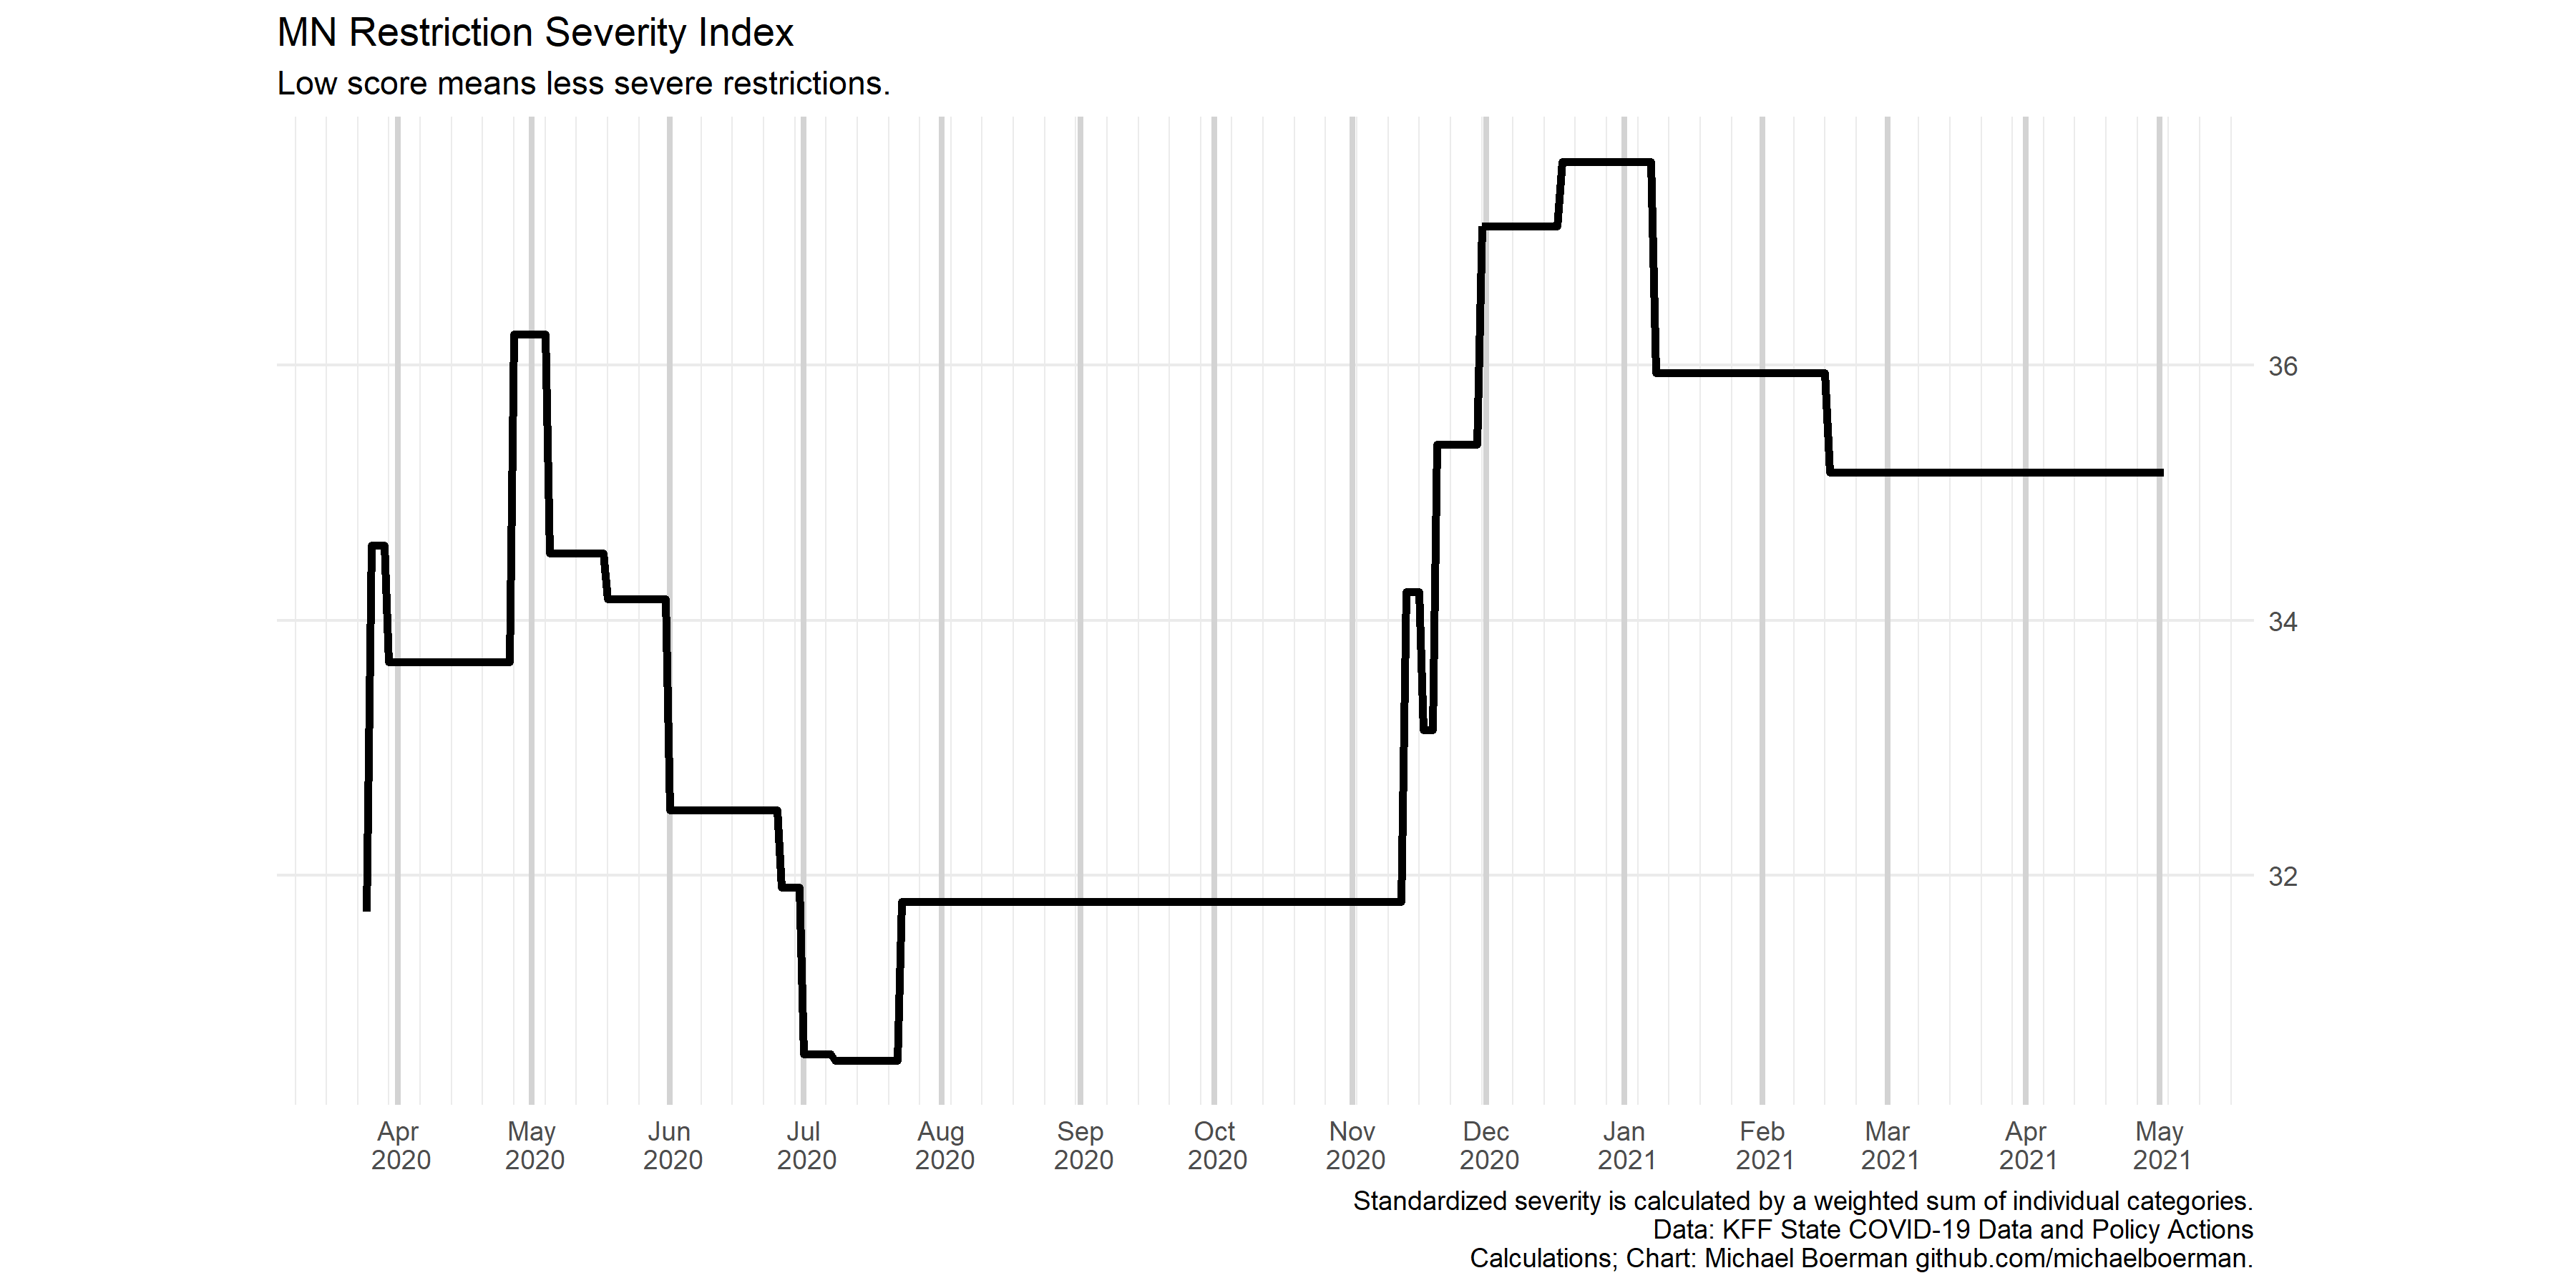 MN Restriction Severity Index
Low score means less severe restrictions.
36
34
32
Apr May Jun Jul Aug Sep Oct Nov Dec Jan Feb Mar Apr May
2020 2020 2020 2020 2020 2020 2020 2020 2020 2021 2021 2021 2021 2021
Standardized severity is calculated by a weighted sum of individual categories.
Data: KFF State COVID-19 Data and Policy Actions
Calculations; Chart: Michael Boerman github.com/michaelboerman.